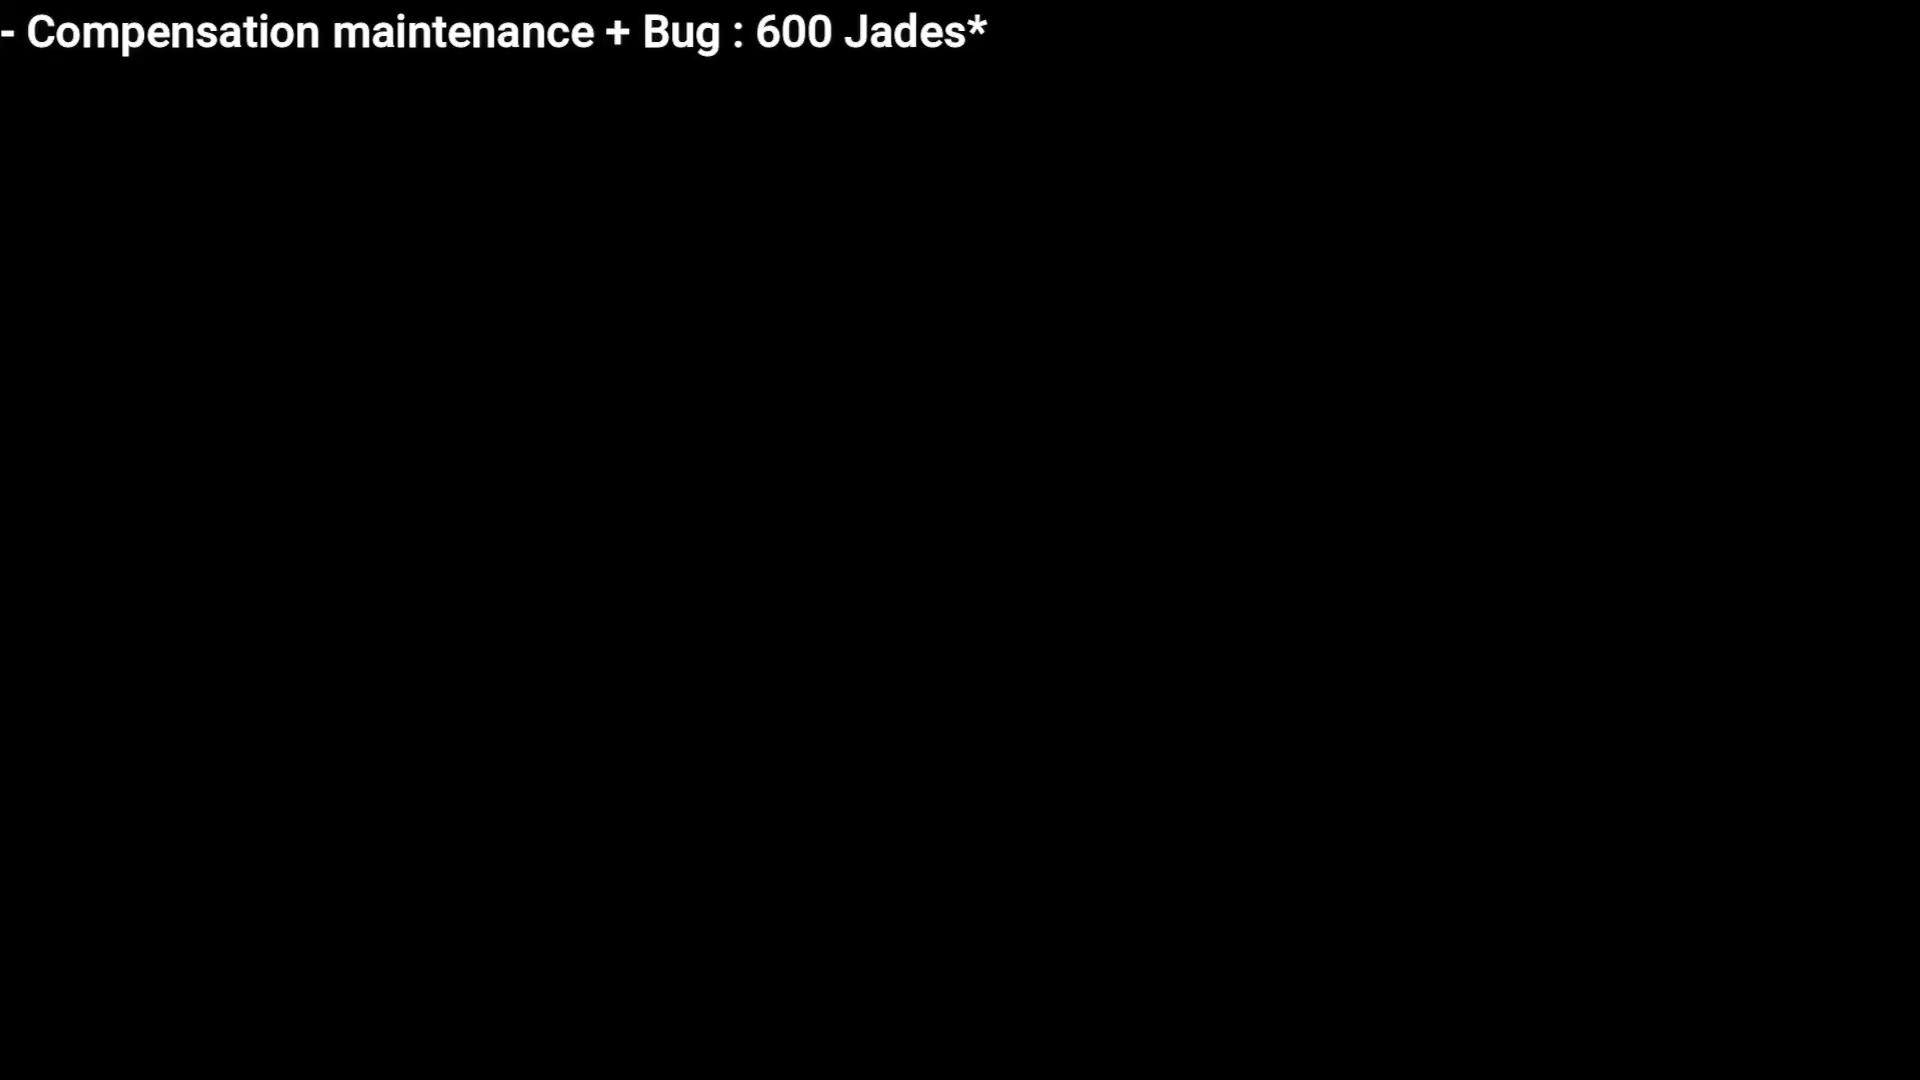 - Compensation maintenance + Bug : 600 Jades*